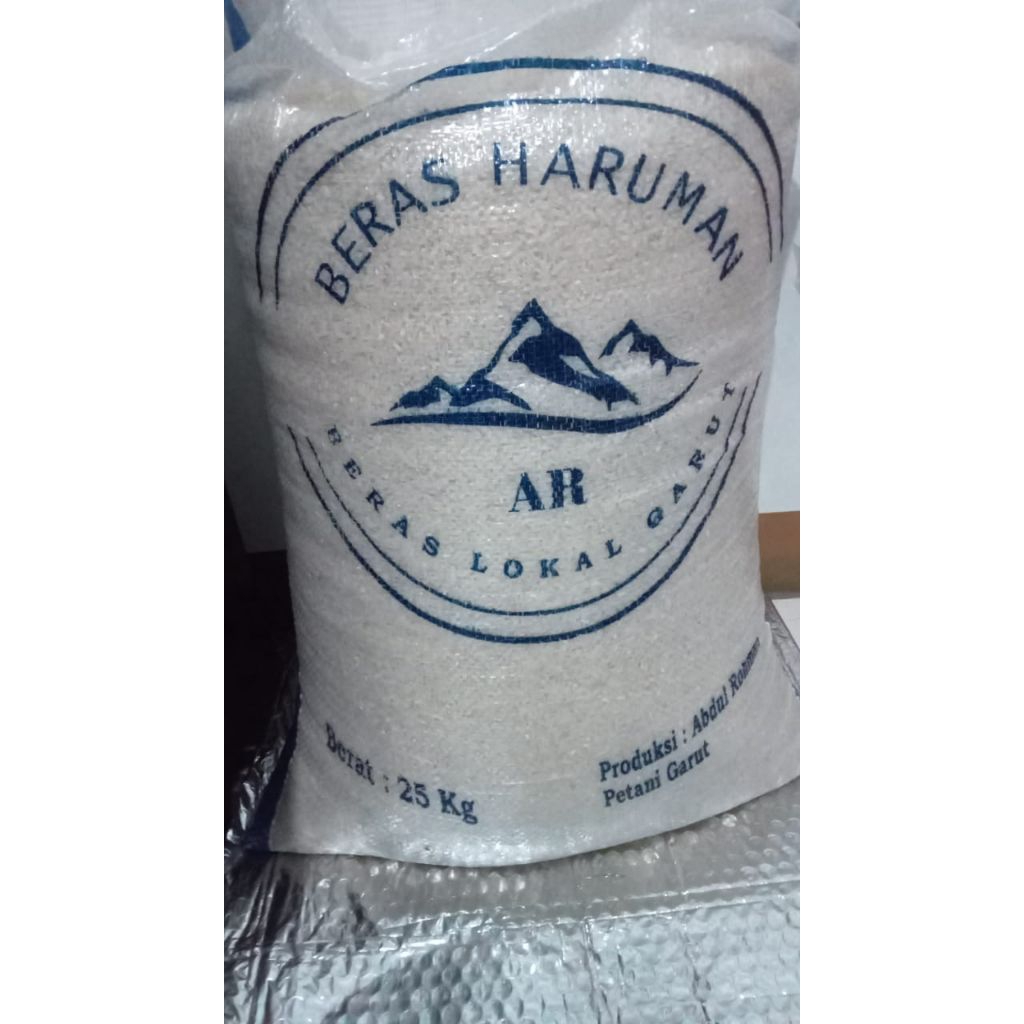 BERAS HARUMAN
AR
BERAS LOKAL GARUT
Berat : 25 Kg
Produksi : Abdul
Petani Garut